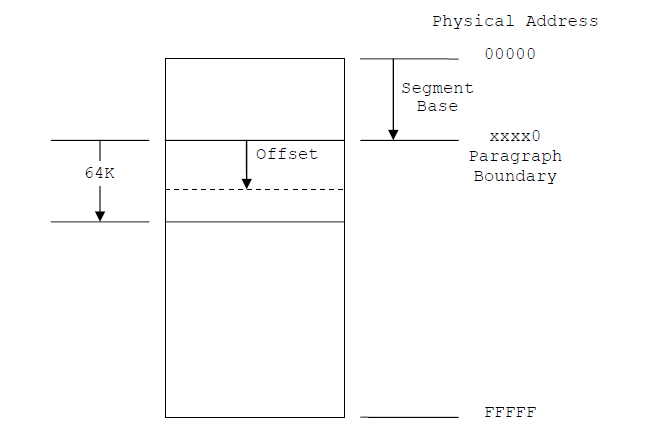 Physical Address
00000
Segment
Base
xxxx0
Paragraph
Boundary
Offset
64K
FFFFF